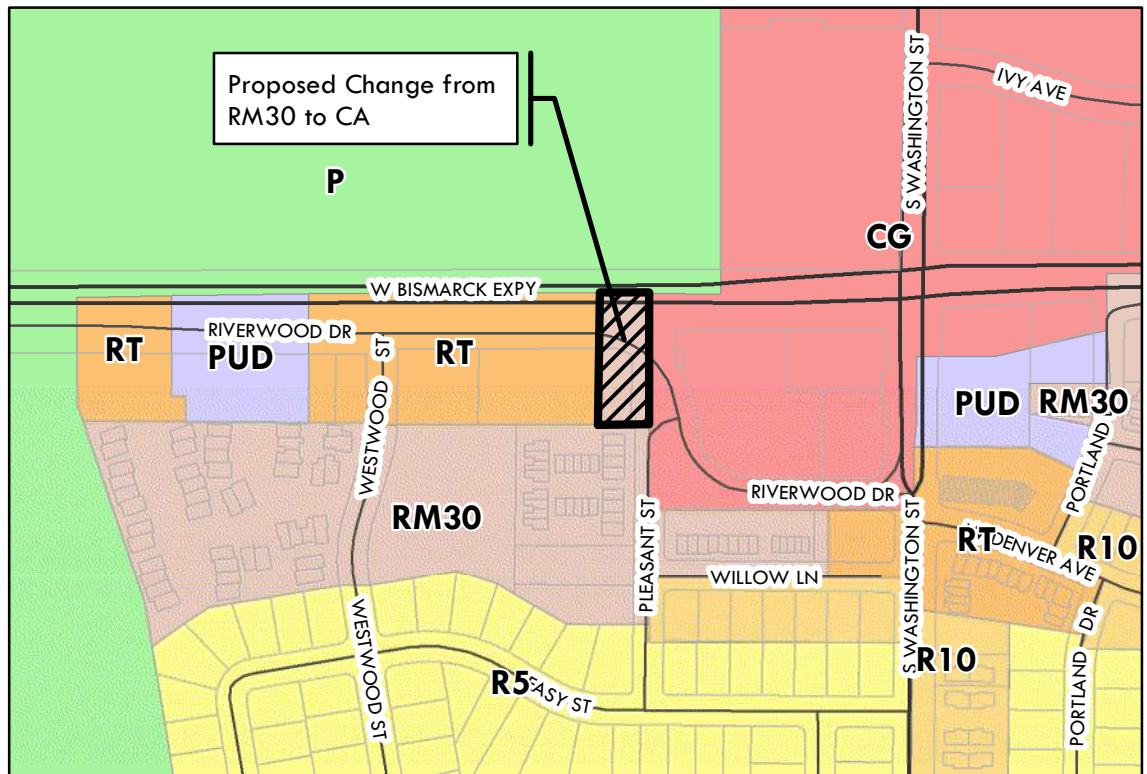 S WASHINGTON ST
IVY AVE
Proposed Change from
RM30 to CA
P
CG
W BISMARCK EXPY
RIVERWOOD DR
RT
PUD
RT
WESTWOOD ST
PUD
RM30
PORTLAND
RIVERWOOD DR
RM30
PLEASANT ST
RT
DENVER AVE
R10
WILLOW LN
S WASHINGTON ST
WESTWOOD ST
R5
EASY ST
R10
PORTLAND DR